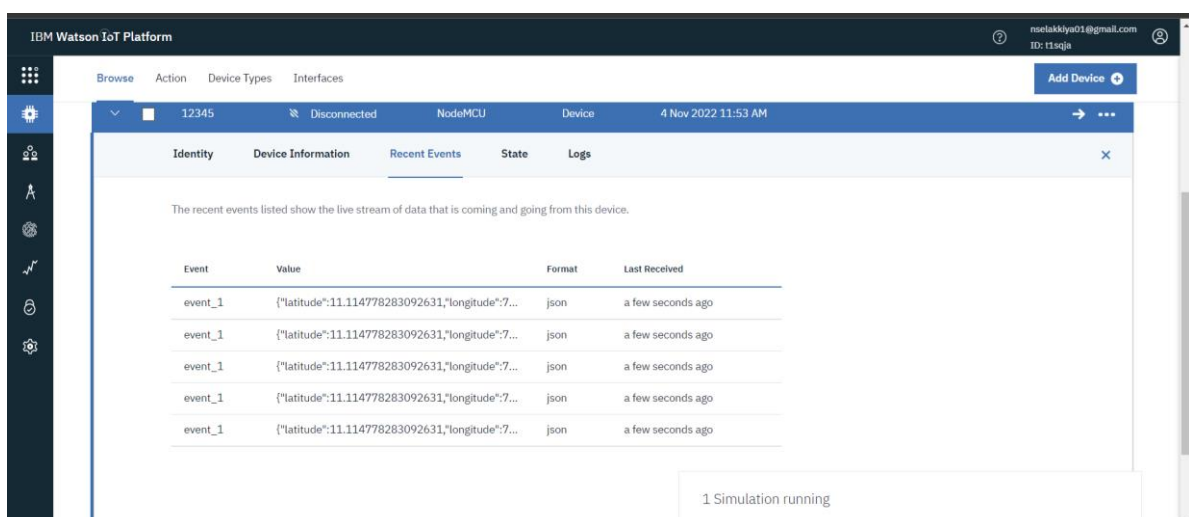 IBM Watson IoT Platform
nselakkiya01@gmail.com
ID: t1sqja
Browse Action Device Types Interfaces
Add Device
12345 Disconnected NodeMCU Device 4 Nov 2022 11:53 AM
Identity Device Information Recent Events State Logs
The recent events listed show the live stream of data that is coming and going from this device.
Event Value Format Last Received
event_1 {"latitude":11.114778283092631,"longitude":7... json a few seconds ago
event_1 {"latitude":11.114778283092631,"longitude":7... json a few seconds ago
event_1 {"latitude":11.114778283092631,"longitude":7... json a few seconds ago
event_1 {"latitude":11.114778283092631,"longitude":7... json a few seconds ago
event_1 {"latitude":11.114778283092631,"longitude":7... json a few seconds ago
1 Simulation running